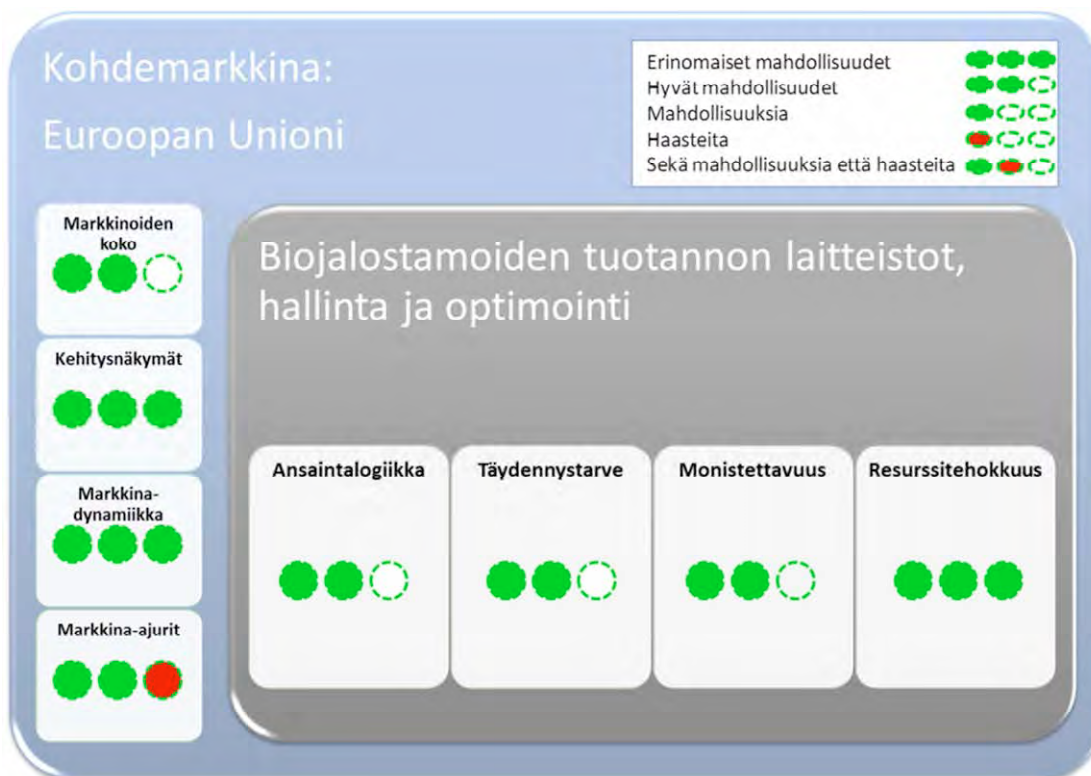 Kohdemarkkina:
Euroopan Unioni
Erinomaiset mahdollisuudet
Hyvät mahdollisuudet
Mahdollisuuksia
Haasteita
Sekä mahdollisuuksia että haasteita
Markkinoiden
koko
Kehitysnäkymät
Markkina-
dynamiikka
Markkina-ajurit
Biojalostamoiden tuotannon laitteistot,
hallinta ja optimointi
Ansaintalogiikka
Täydennystarve
Monistettavuus
Resurssitehokkuus